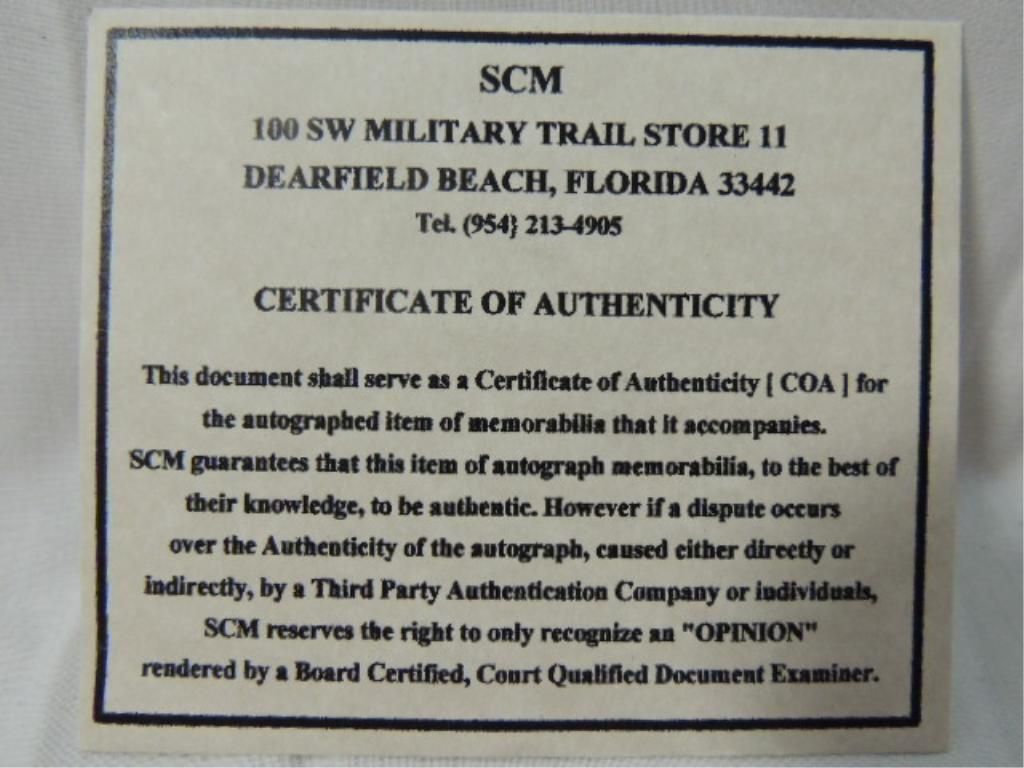 SCM
100 SW MILITARY TRAIL STORE 11
DEARFIELD BEACH, FLORIDA 33442
Tel. (954} 213-4905
CERTIFICATE OF AUTHENTICITY
This document shall serve as a Certificate of Authenticity [ COA ] for
the autographed item of memorabilia that it accompanies.
SCM guarantees that this item of autograph memorabilia, to the best of
their knowledge, to be authentic. However if a dispute occurs
over the Authenticity of the autograph, caused either directly or
indirectly, by a Third Party Authentication Company or individuals,
SCM reserves the right to only recognize an "OPINION"
rendered by a Board Certified, Court Qualified Document Examiner.